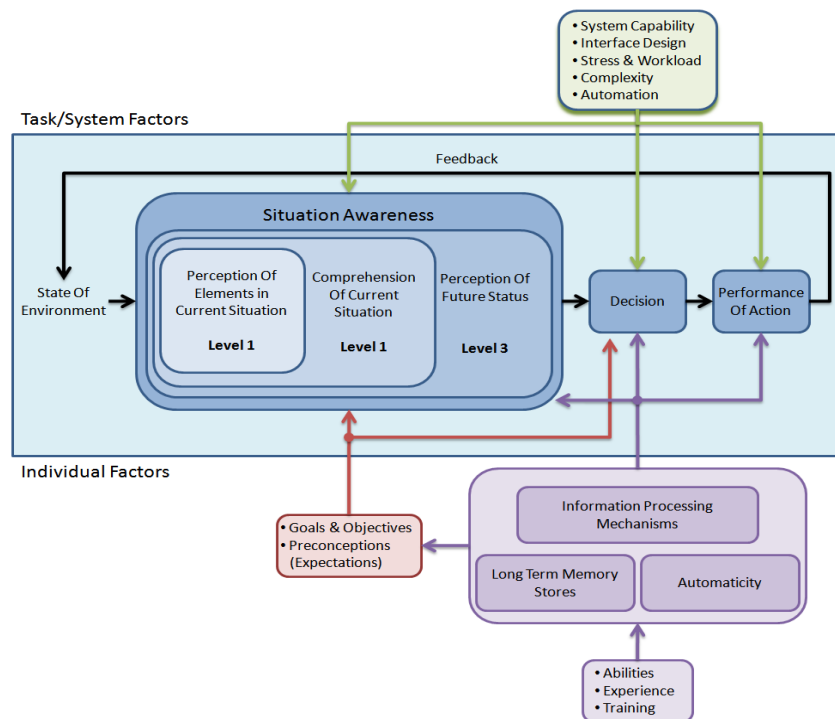 • System Capability
• Interface Design
• Stress & Workload
• Complexity
• Automation
Task/System Factors
Feedback
Situation Awareness
State Of
Environment
Perception Of
Elements in
Current Situation
Level 1
Comprehension
Of Current
Situation
Level 1
Perception Of
Future Status
Level 3
Decision
Performance
Of Action
Individual Factors
• Goals & Objectives
• Preconceptions
(Expectations)
Information Processing
Mechanisms
Long Term Memory
Stores
Automaticity
• Abilities
• Experience
• Training